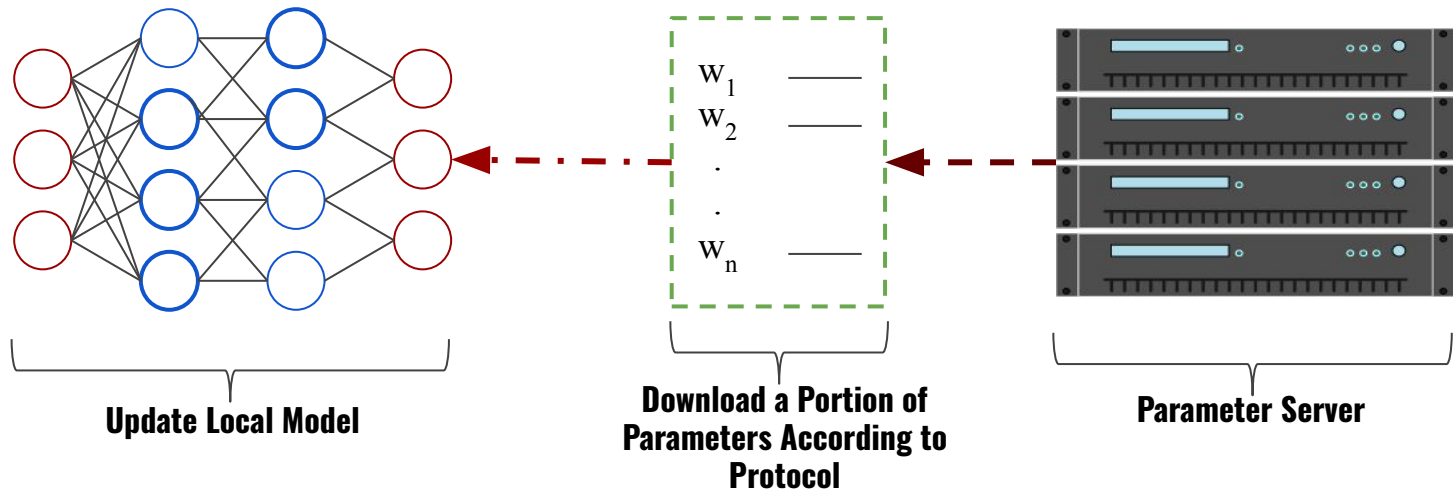 w1
w2
.
.
wn
Update Local Model
Download a Portion of
Parameters According to
Protocol
Parameter Server